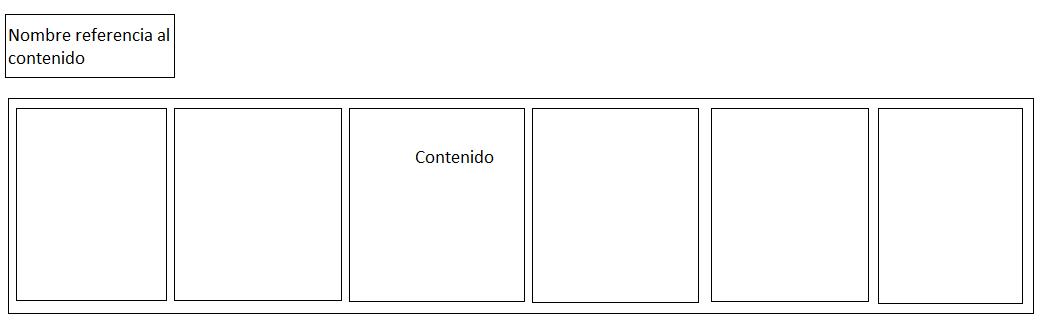 Nombre referencia al
contenido
Contenido